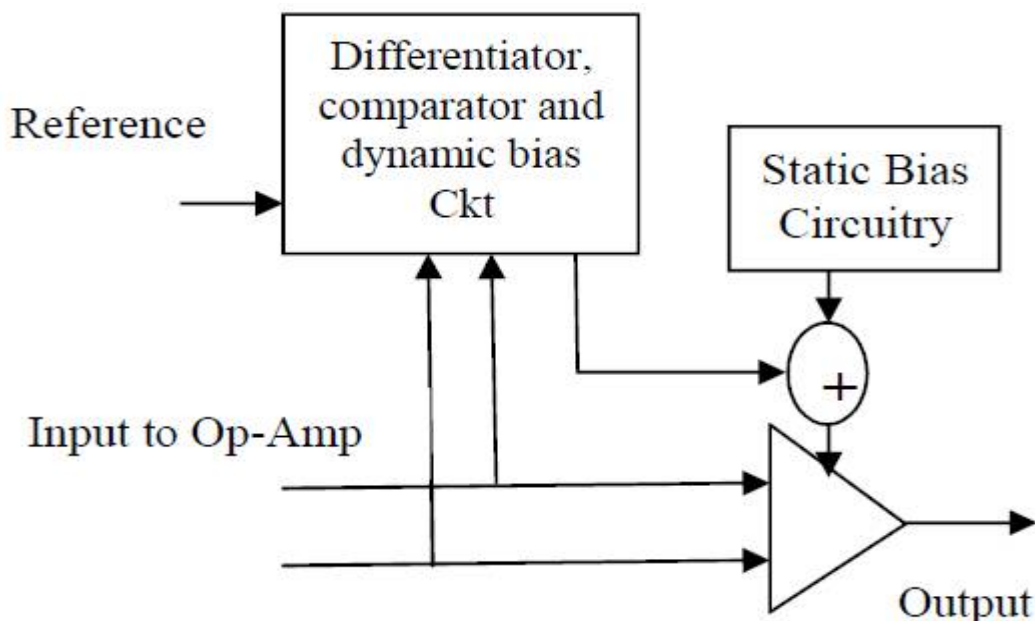 Differentiator,
comparator and
dynamic bias
Ckt
Reference
Static Bias
Circuitry
+
Input to Op-Amp
Output